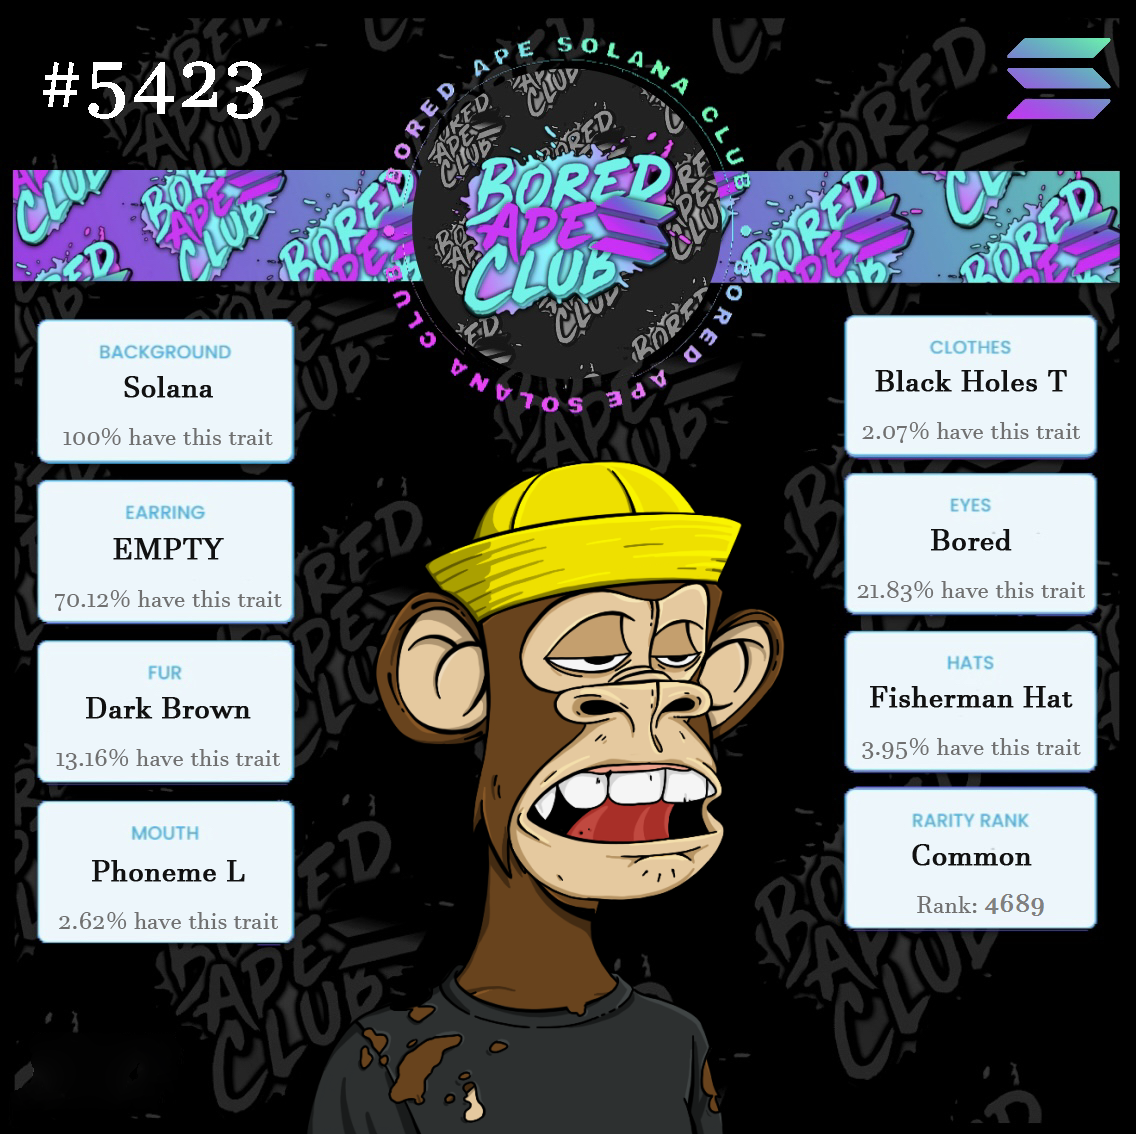 #5423
BORED APE SOLANA CLUB
BORED APE SOLANA CLUB
BORED
APE
CLUB
BACKGROUND
Solana
100% have this trait
EARRING
EMPTY
70.12% have this trait
FUR
Dark Brown
13.16% have this trait
MOUTH
Phoneme L
2.62% have this trait
CLOTHES
Black Holes T
2.07% have this trait
EYES
Bored
21.83% have this trait
HATS
Fisherman Hat
3.95% have this trait
RARITY RANK
Common
Rank: 4689